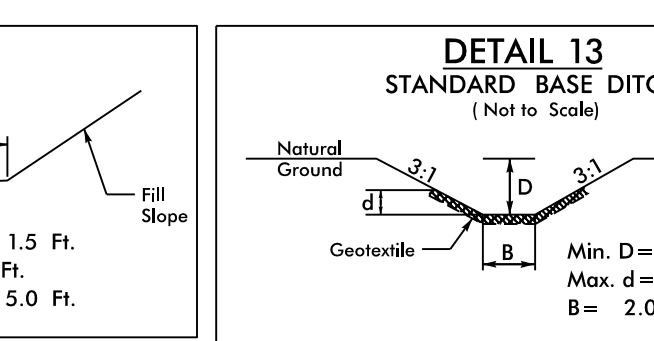 Fill
Slope
1.5 Ft.
Ft.
5.0 Ft.
DETAIL 13
STANDARD BASE
( Not to Scale)
Natural
Ground
3:1
3:1
D
d
Geotextile
B
Min. D=
Max. d=
B= 2.0